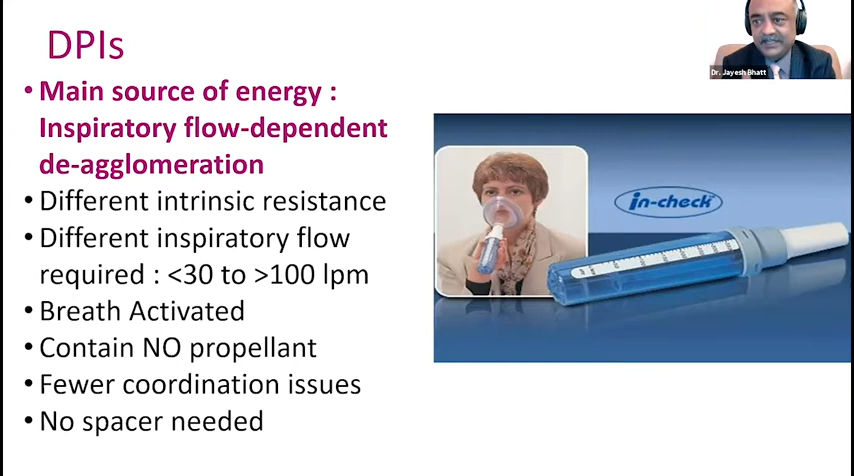 DPIs
• Main source of energy :
Inspiratory flow-dependent
de-agglomeration
• Different intrinsic resistance
• Different inspiratory flow
required : <30 to >100 lpm
• Breath Activated
• Contain NO propellant
• Fewer coordination issues
• No spacer needed
Dr. Jayesh Bhatt
in-check